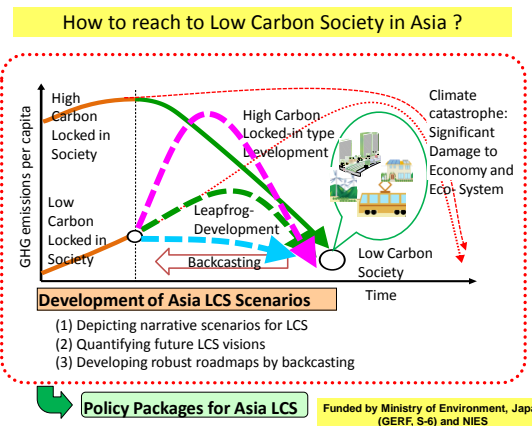 How to reach to Low Carbon Society in Asia ?
GHG emissions per capita
High
Carbon
Locked in
Society
Low
Carbon
Locked in
Society
High Carbon
Locked-in type
Development
Leapfrog-
Development
Backcasting
Climate
catastrophe:
Significant
Damage to
Economy and
Eco-System
Low Carbon
Society
Time
Development of Asia LCS Scenarios
(1) Depicting narrative scenarios for LCS
(2) Quantifying future LCS visions
(3) Developing robust roadmaps by backcasting
Policy Packages for Asia LCS
Funded by Ministry of Environment, Japa
(GERF, S-6) and NIES